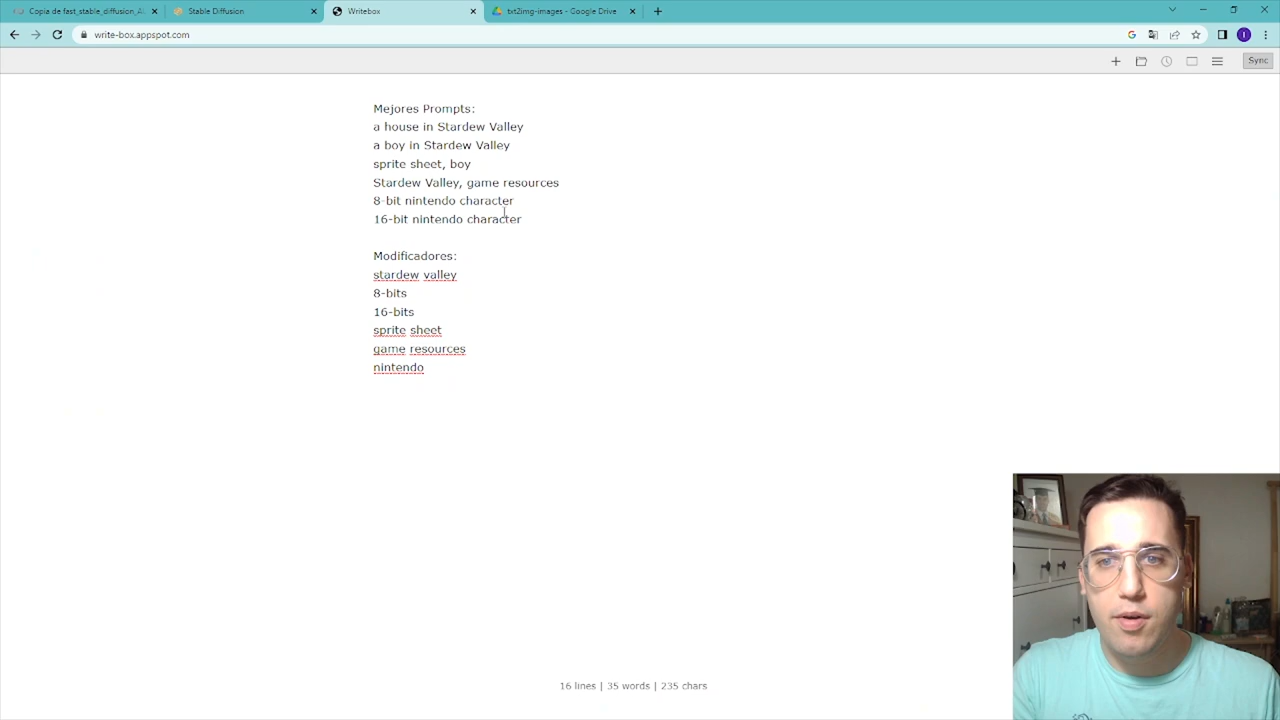 Copia de fast_stable_diffusion_AU
Stable Diffusion
Writebox
txt2img-images - Google Drive
write-box.appspot.com
Sync
Mejores Prompts:
a house in Stardew Valley
a boy in Stardew Valley
sprite sheet, boy
Stardew Valley, game resources
8-bit nintendo character
16-bit nintendo character
Modificadores:
stardew valley
8-bits
16-bits
sprite sheet
game resources
nintendo
16 lines | 35 words | 235 chars